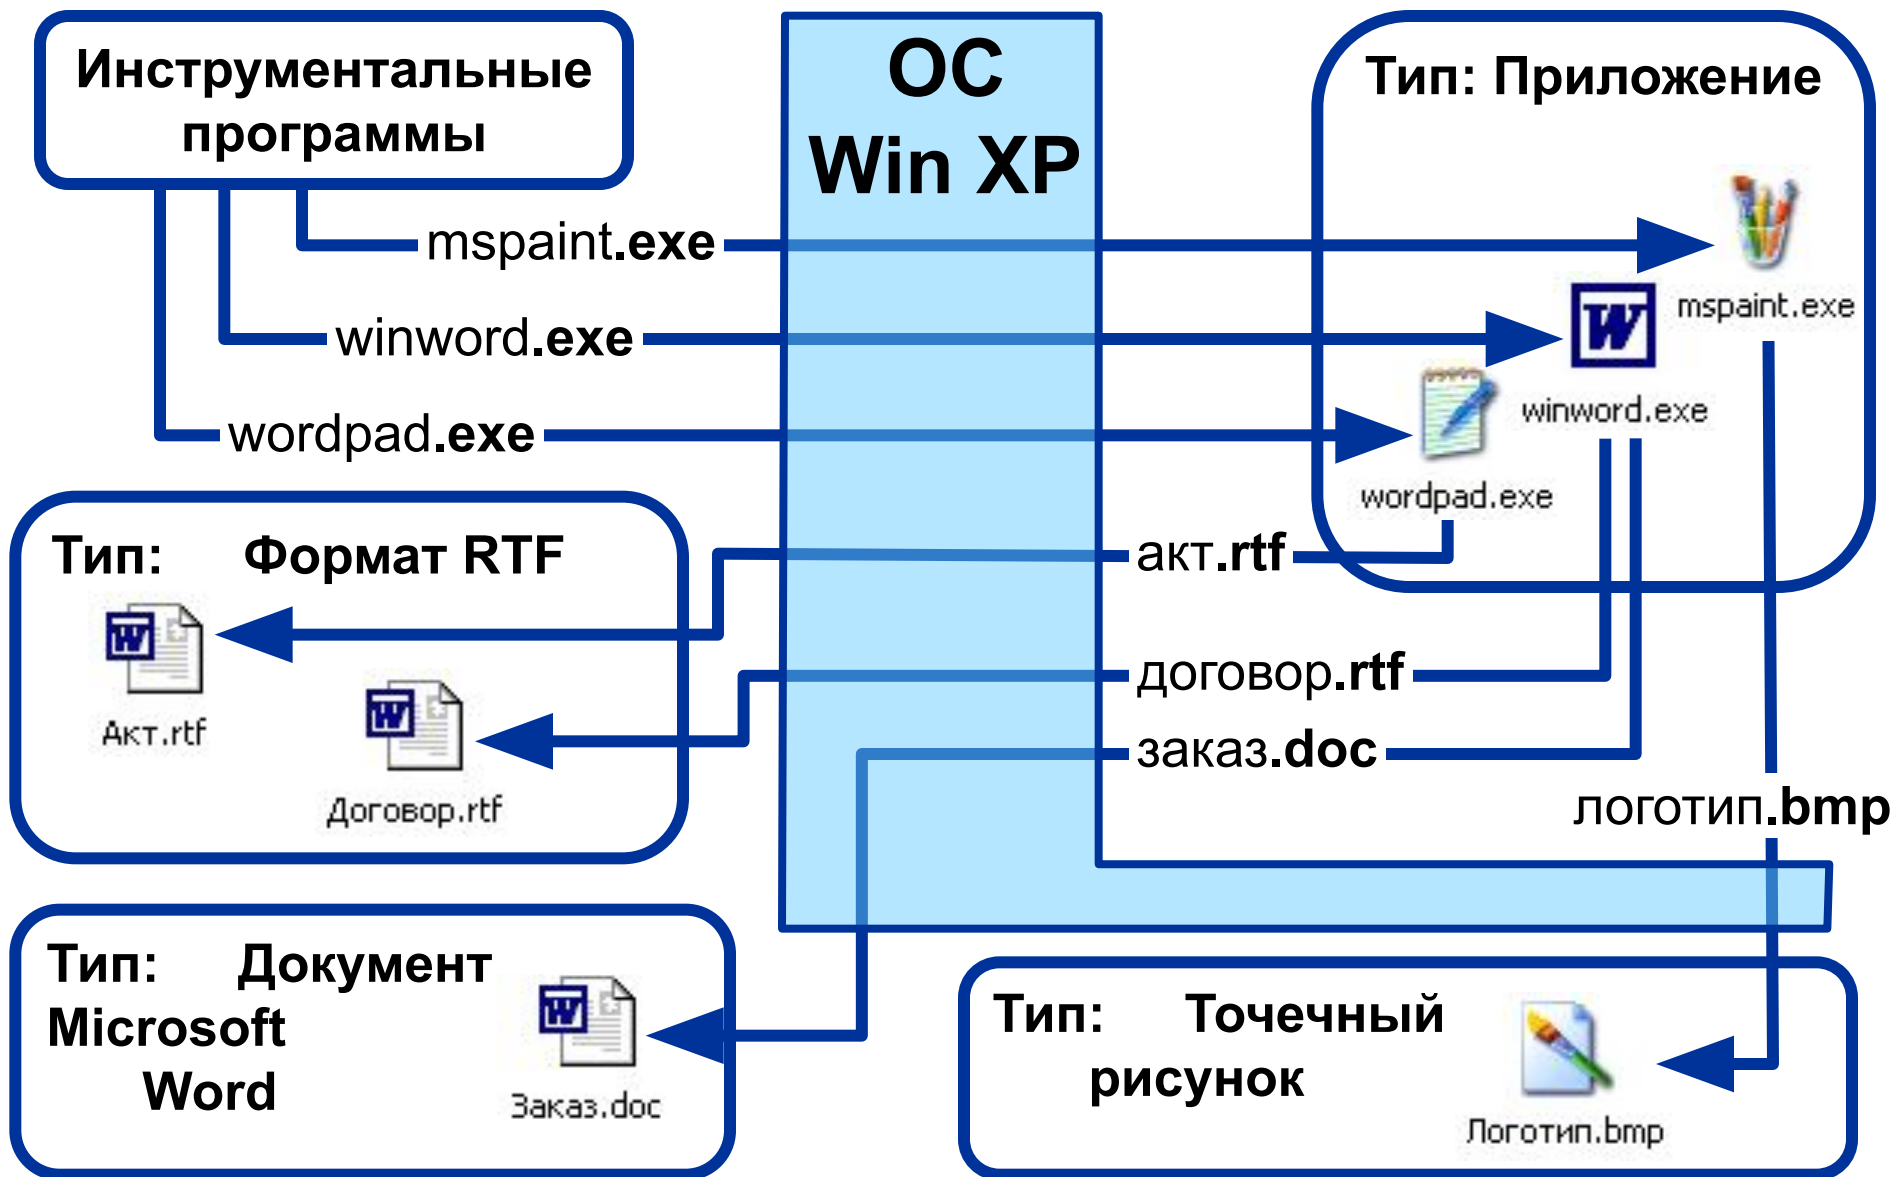 Инструментальные
программы
ОС
Win XP
Тип: Приложение
mspaint.exe
mspaint.exe
winword.exe
winword.exe
wordpad.exe
wordpad.exe
Тип: Формат RTF
акт.rtf
Акт.rtf
договор.rtf
Договор.rtf
заказ.doc
логотип.bmp
Тип: Документ
Microsoft
Word
Заказ.doc
Тип: Точечный
рисунок
Логотип.bmp